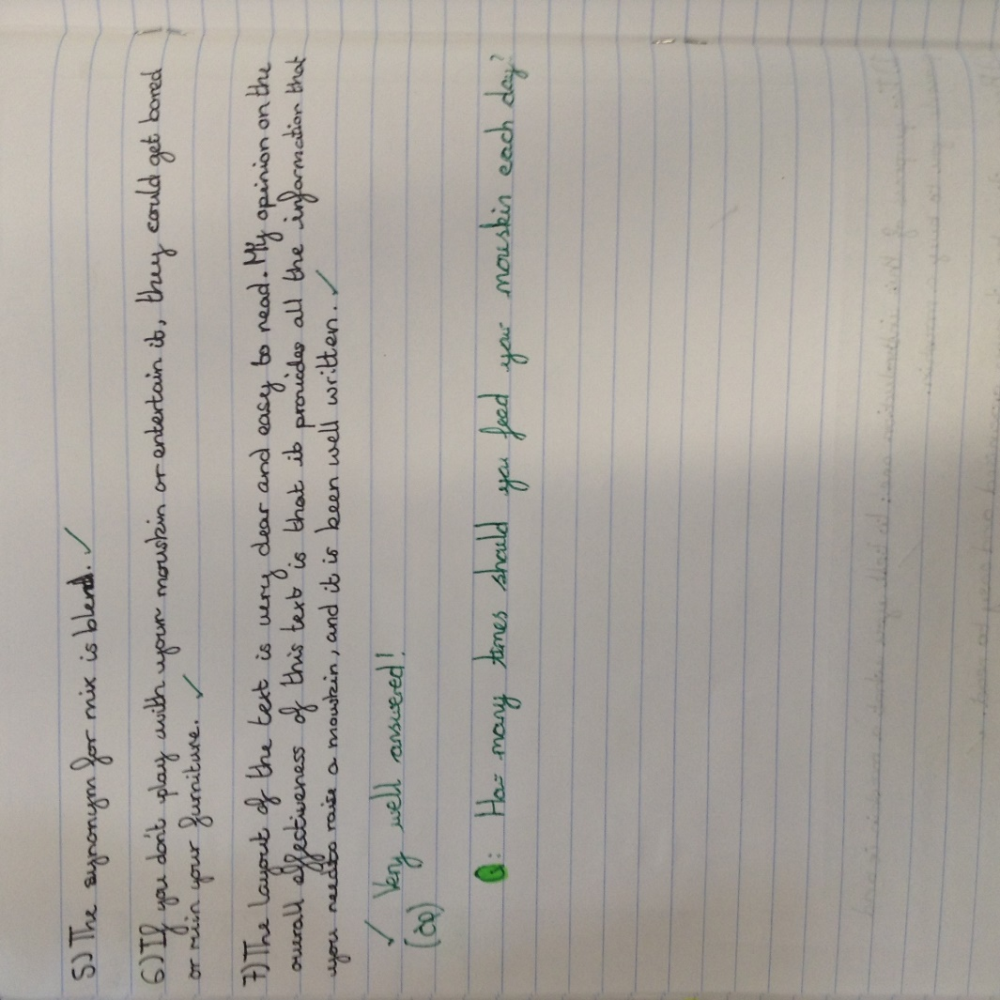 5) The synonym for mix is blend. ✓
6) If you don't play with your mouskin or entertain it, they could get bored
or ruin your furniture. ✓
7) The layout of the text is very clear and easy to read. My opinion on the
overall effectiveness of this text is that it provides all the information that
you need to raise a mouskin, and it is been well written. ✓
✓ Very well answered!
Q: How many times should you feed your mouskin each day?